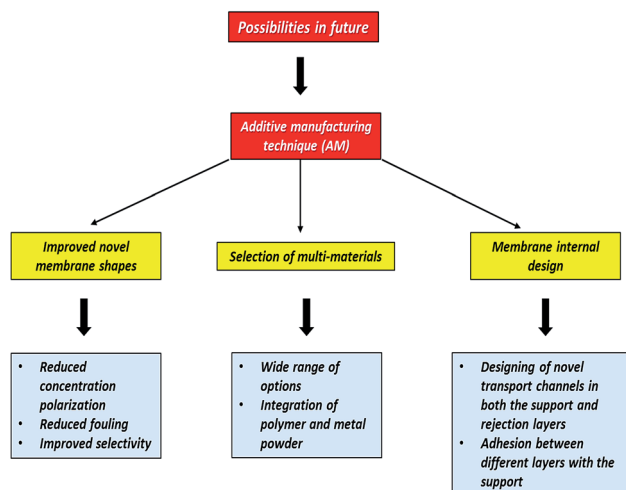 Possibilities in future
Additive manufacturing
technique (AM)
Improved novel
membrane shapes
Selection of multi-materials
Membrane internal
design
• Reduced
concentration
polarization
• Reduced fouling
• Improved selectivity
• Wide range of
options
• Integration of
polymer and metal
powder
• Designing of novel
transport channels in
both the support and
rejection layers
• Adhesion between
different layers with the
support